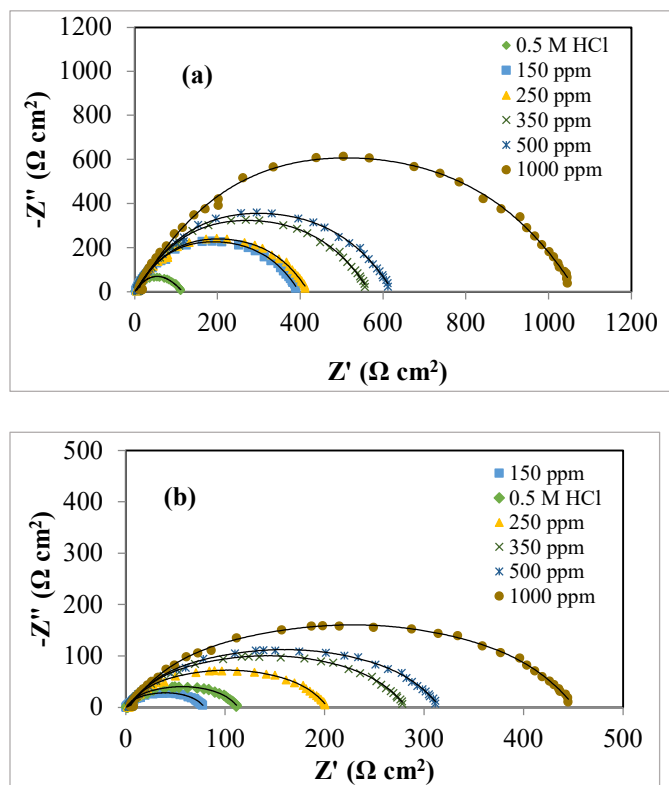 1200
1000
800
600
400
200
0
0 200 400 600 800 1000 1200
-Z" (Ω cm²)
Z' (Ω cm²)
(a)
0.5 M HCl
150 ppm
250 ppm
350 ppm
500 ppm
1000 ppm
500
400
300
200
100
0
0 100 200 300 400 500
-Z" (Ω cm²)
Z' (Ω cm²)
(b)
150 ppm
0.5 M HCl
250 ppm
350 ppm
500 ppm
1000 ppm